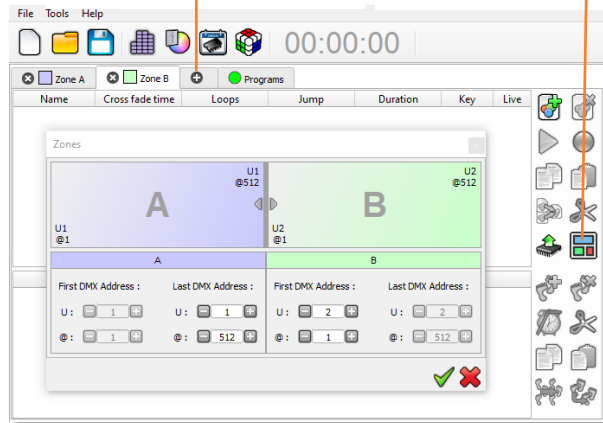 File Tools Help
00:00:00
Zone A Zone B Programs
Name Cross fade time Loops Jump Duration Key Live
Zones
U1 U2
@512 @512
A B
U1 U2
@1 @1
A B
First DMX Address : Last DMX Address : First DMX Address : Last DMX Address :
U : 1 U : 1 U : 2 U : 2
@ : 1 @ : 512 @ : 1 @ : 512